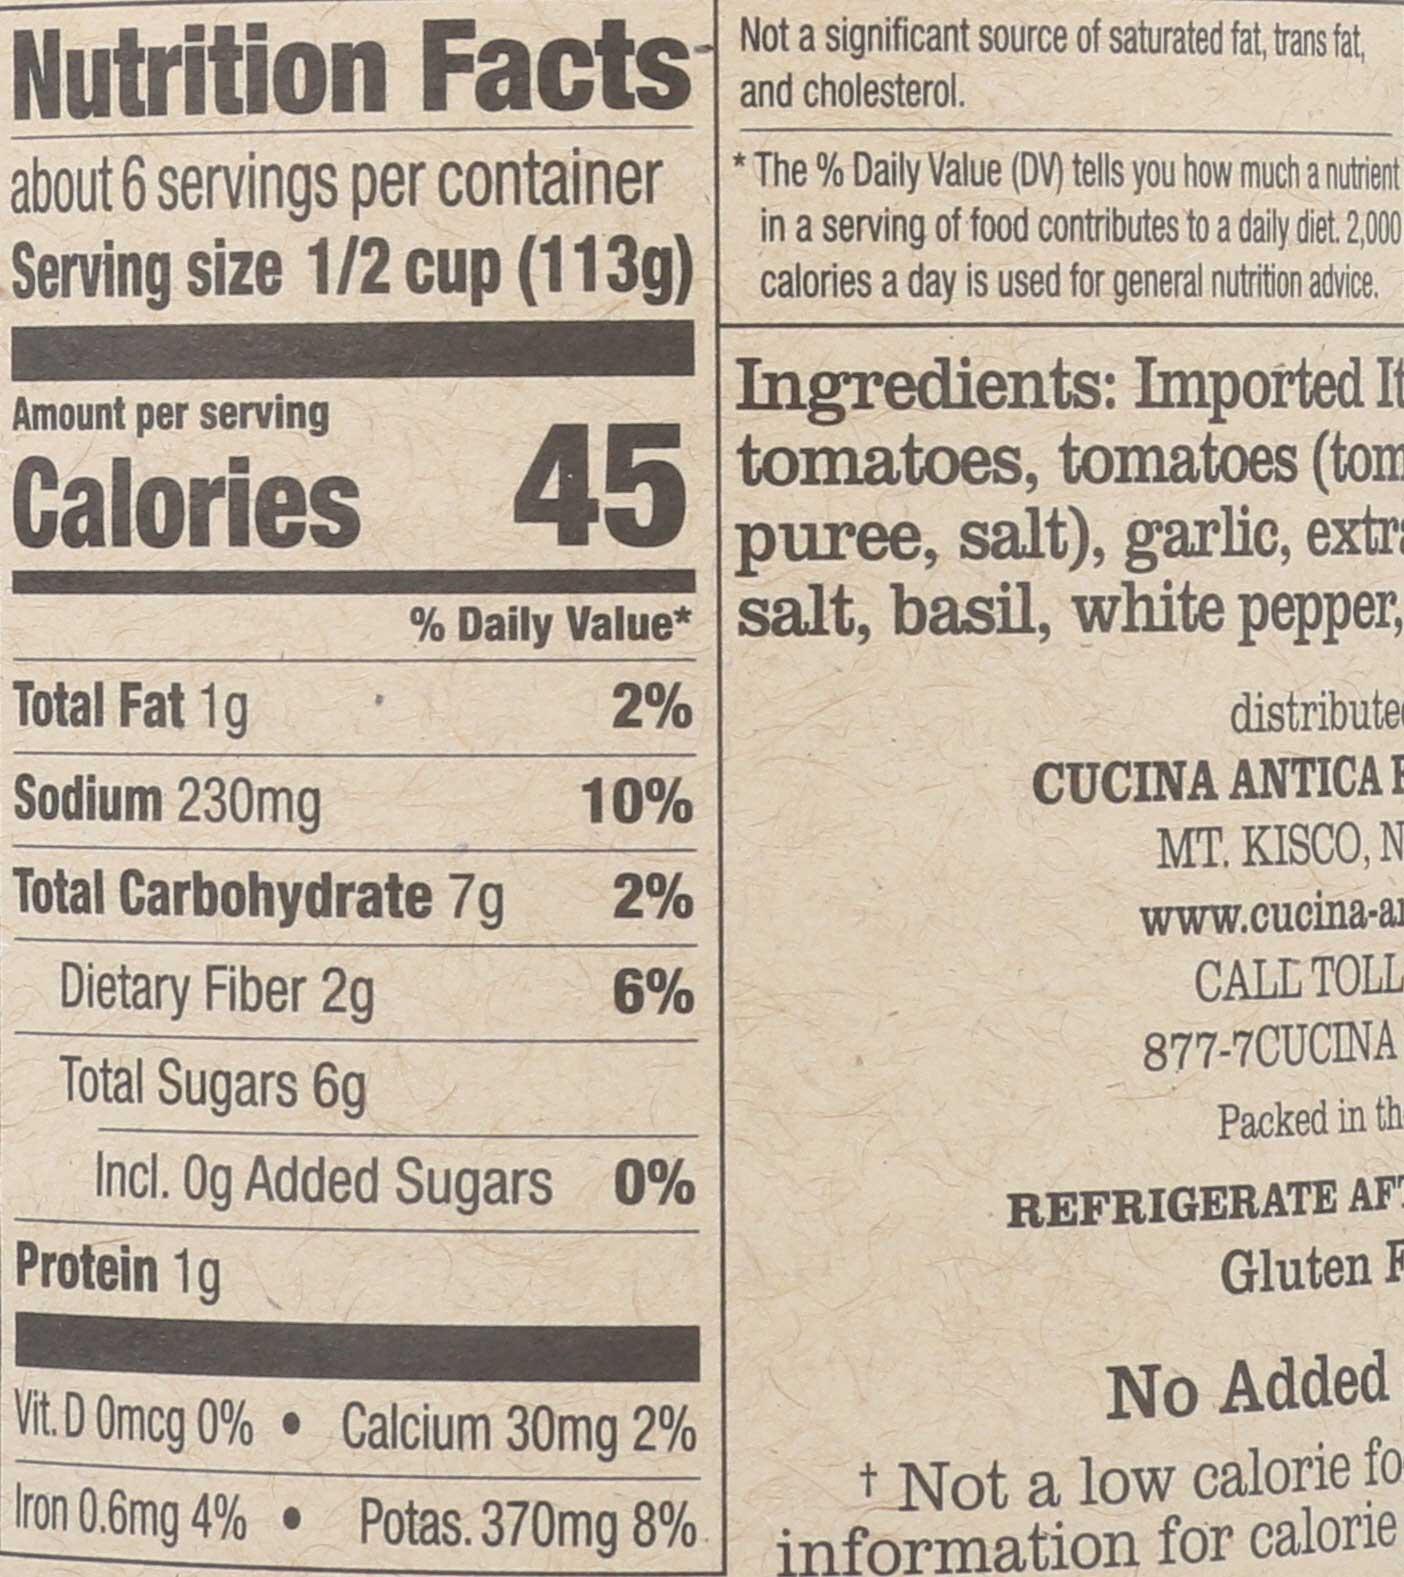 Nutrition Facts
about 6 servings per container
Serving size 1/2 cup (113g)
Amount per serving
Calories 45
% Daily Value*
Total Fat 1g 2%
Sodium 230mg 10%
Total Carbohydrate 7g 2%
Dietary Fiber 2g 6%
Total Sugars 6g
Incl. 0g Added Sugars 0%
Protein 1g
Vit. D 0mcg 0% • Calcium 30mg 2%
Iron 0.6mg 4% • Potas. 370mg 8%
Not a significant source of saturated fat, trans fat,
and cholesterol.
* The % Daily Value (DV) tells you how much a nutrient
in a serving of food contributes to a daily diet. 2,000
calories a day is used for general nutrition advice.
Ingredients: Imported
tomatoes, tomatoes
puree, salt), garlic,
salt, basil, white pepper,
CUCINA ANTICA
MT. KISCO,
CALL TOLL
877-7CUCINA
Packed in
REFRIGERATE
Gluten
No Added
† Not a low calorie
information for calorie